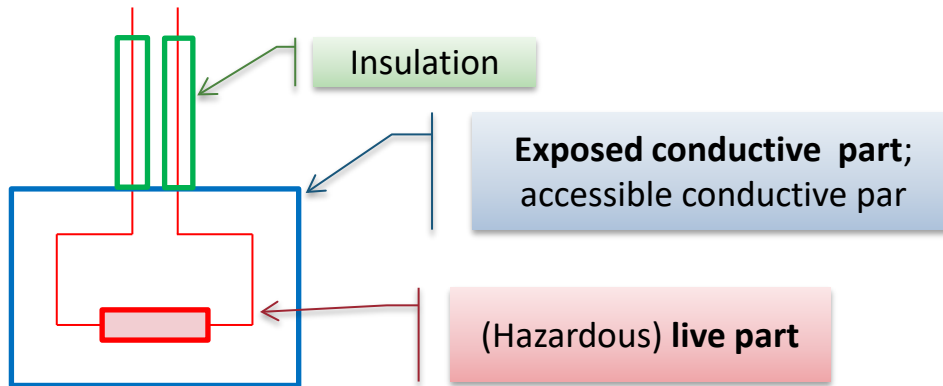 Insulation
Exposed conductive part;
accessible conductive par
(Hazardous) live part